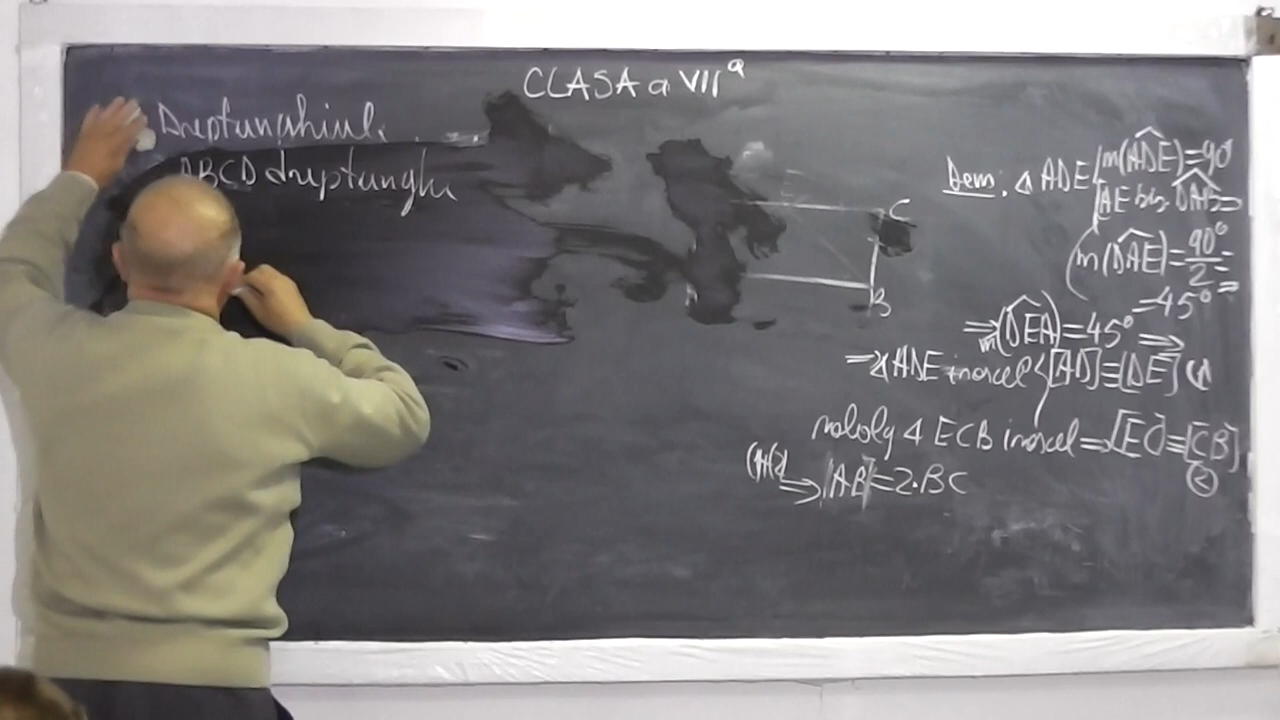 CLASA a VII ª
Dreptunghiul.
ABCD dreptunghi
C
B
Dem: △ ADE { m(ADE)=90
[AE bis DAB ⇒
m(DAE)=90°/2=
=45° ⇒
⇒ m(DEA)=45° ⇒
⇒ △ ADE isoscel [AD]≡[DE] (1)
analog △ ECB isoscel ⇒ [EC]≡[CB]
(2)
(1)(2) ⇒ |AB|=2·BC